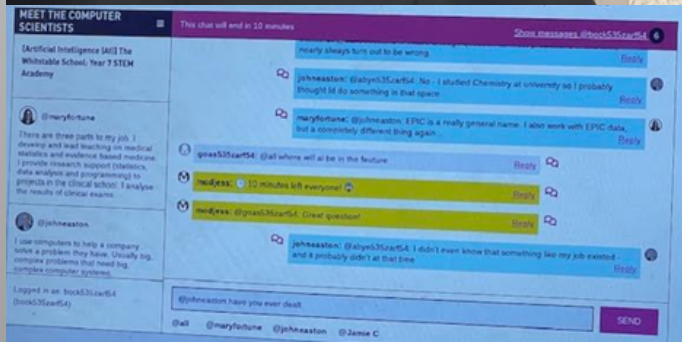 MEET THE COMPUTER
SCIENTISTS
This chat will end in 10 minutes
Show messages @bock535zarf54 6
(Artificial Intelligence (AI)) The
Whitstable School: Year 7 STEM
Academy
@maryfortune
There are three parts to my job. I
develop and lead teaching on medical
statistics and evidence based medicine.
I provide research support (statistics,
data analysis and programming) to
projects in the clinical school. I analyse
the results of clinical exams.
@johneaston
I use computers to help a company
solve a problem they have. Usually big,
complex problems that need big,
complex computer systems.
Logged in as: bock535zarf54
(bock535zarf54)
nearly always turn out to be wrong.
Reply
johneaston: @abyn535zarf54: No - I studied Chemistry at university so I probably
thought Id do something in that space
Reply
maryfortune: @johneaston: EPIC is a really general name. I also work with EPIC data,
but a completely different thing again...
Reply
goas535zarf54: @all where will ai be in the feuture
Reply
modjess: 10 minutes left everyone!
Reply
modjess: @goas535zarf54: Great question!
Reply
johneaston: @abyn535zarf54: I didn't even know that something like my job existed -
and it probably didn't at that time
Reply
@johneaston have you ever dealt
SEND
@all @maryfortune @johneaston @Jamie C